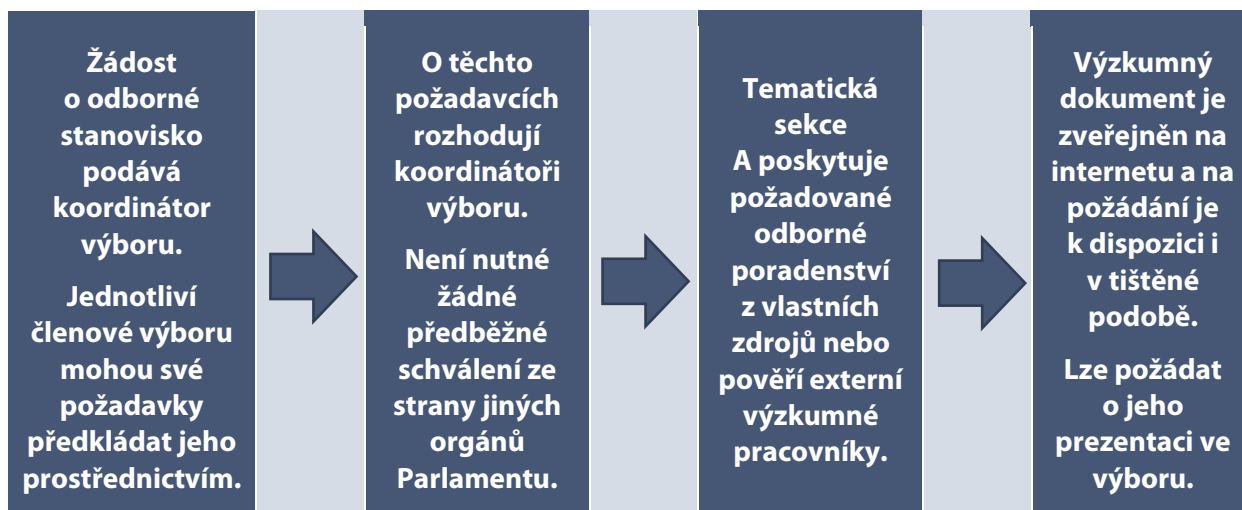 Žádost
o odborné
stanovisko
podává
koordinátor
výboru.
Jednotliví
členové výboru
mohou své
požadavky
předkládat jeho
prostřednictvím.
O těchto
požadavcích
rozhodují
koordinátoři
výboru.
Není nutné
žádné
předběžné
schválení ze
strany jiných
orgánů
Parlamentu.
Tematická
sekce
A poskytuje
požadované
odborné
poradenství
z vlastních
zdrojů nebo
pověří externí
výzkumné
pracovníky.
Výzkumný
dokument je
zveřejněn na
internetu a na
požádání je
k dispozici i
v tištěné
podobě.
Lze požádat
o jeho
prezentaci ve
výboru.